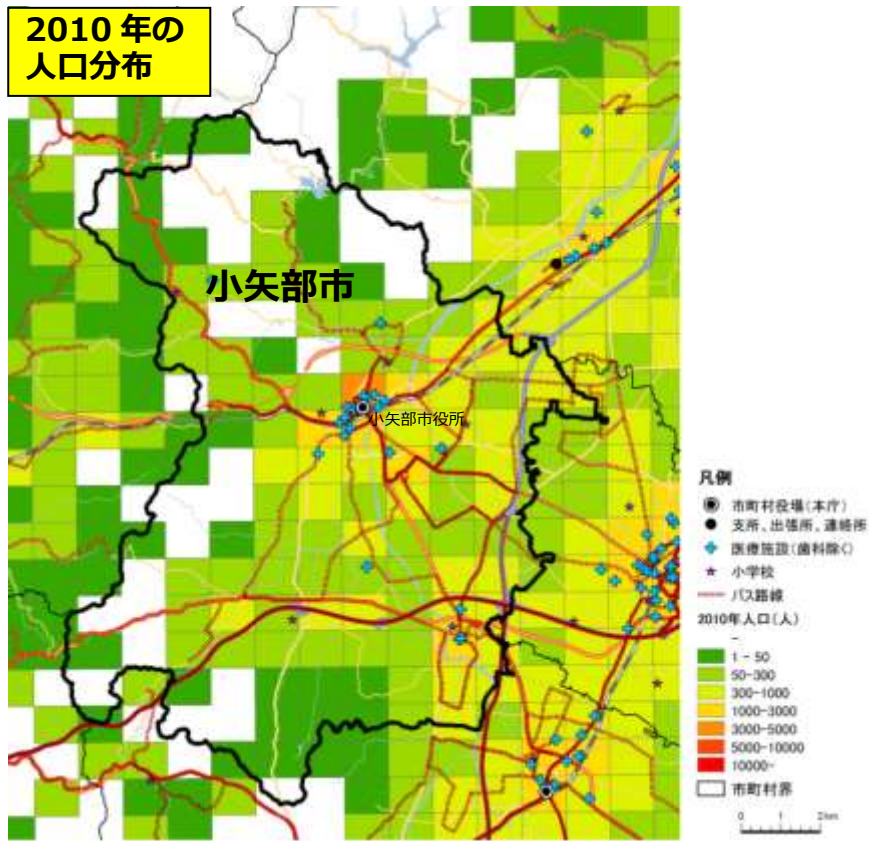 2010 年の
人口分布
小矢部市
小矢部市役所
凡例
市町村役場(本庁)
支所、出張所、連絡所
医療施設(歯科除く)
小学校
バス路線
2010年人口(人)
-
1 - 50
50-300
300-1000
1000-3000
3000-5000
5000-10000
10000-
市町村界
0 1 2km